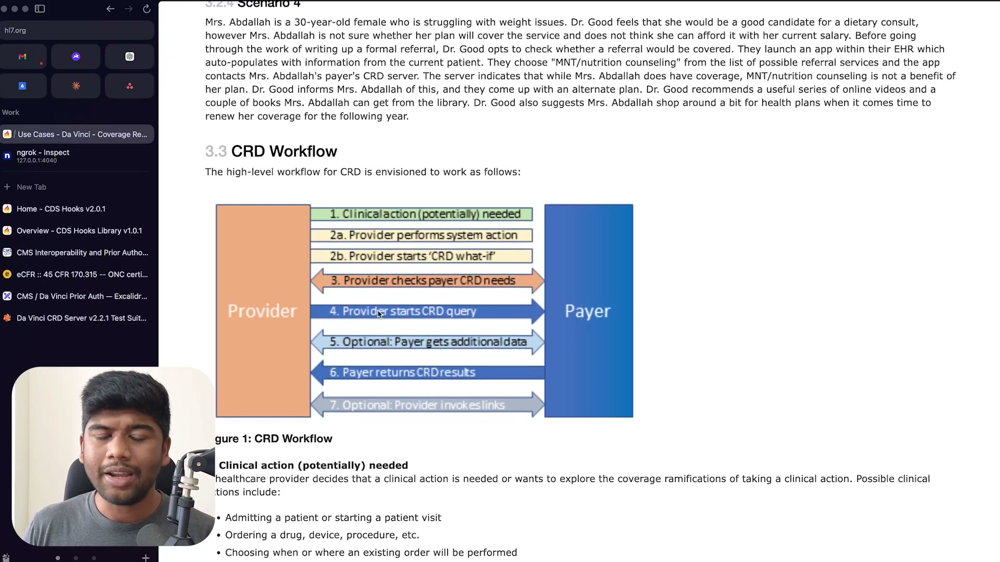 3.2.4 Scenario 4
hl7.org
Mrs. Abdallah is a 30-year-old female who is struggling with weight issues. Dr. Good feels that she would be a good candidate for a dietary consult,
however Mrs. Abdallah is not sure whether her plan will cover the service and does not think she can afford it with her current salary. Before going
through the work of writing up a formal referral, Dr. Good opts to check whether a referral would be covered. They launch an app within their EHR which
auto-populates with information from the current patient. They choose "MNT/nutrition counseling" from the list of possible referral services and the app
contacts Mrs. Abdallah's payer's CRD server. The server indicates that while Mrs. Abdallah does have coverage, MNT/nutrition counseling is not a benefit of
her plan. Dr. Good informs Mrs. Abdallah of this, and they come up with an alternate plan. Dr. Good recommends a useful series of online videos and a
couple of books Mrs. Abdallah can get from the library. Dr. Good also suggests Mrs. Abdallah shop around a bit for health plans when it comes time to
renew her coverage for the following year.
Work
/ Use Cases - Da Vinci - Coverage Re...
ngrok - Inspect
127.0.0.1:4040
New Tab
Home - CDS Hooks v2.0.1
Overview - CDS Hooks Library v1.0.1
CMS Interoperability and Prior Autho...
eCFR :: 45 CFR 170.315 -- ONC certi...
CMS / Da Vinci Prior Auth — Excalidr...
Da Vinci CRD Server v2.2.1 Test Suit...
3.3 CRD Workflow
The high-level workflow for CRD is envisioned to work as follows:
Provider
1. Clinical action (potentially) needed
2a. Provider performs system action
2b. Provider starts ‘CRD what-if’
3. Provider checks payer CRD needs
4. Provider starts CRD query
5. Optional: Payer gets additional data
6. Payer returns CRD results
7. Optional: Provider invokes links
Payer
gure 1: CRD Workflow
Clinical action (potentially) needed
healthcare provider decides that a clinical action is needed or wants to explore the coverage ramifications of taking a clinical action. Possible clinical
tions include:
• Admitting a patient or starting a patient visit
• Ordering a drug, device, procedure, etc.
• Choosing when or where an existing order will be performed